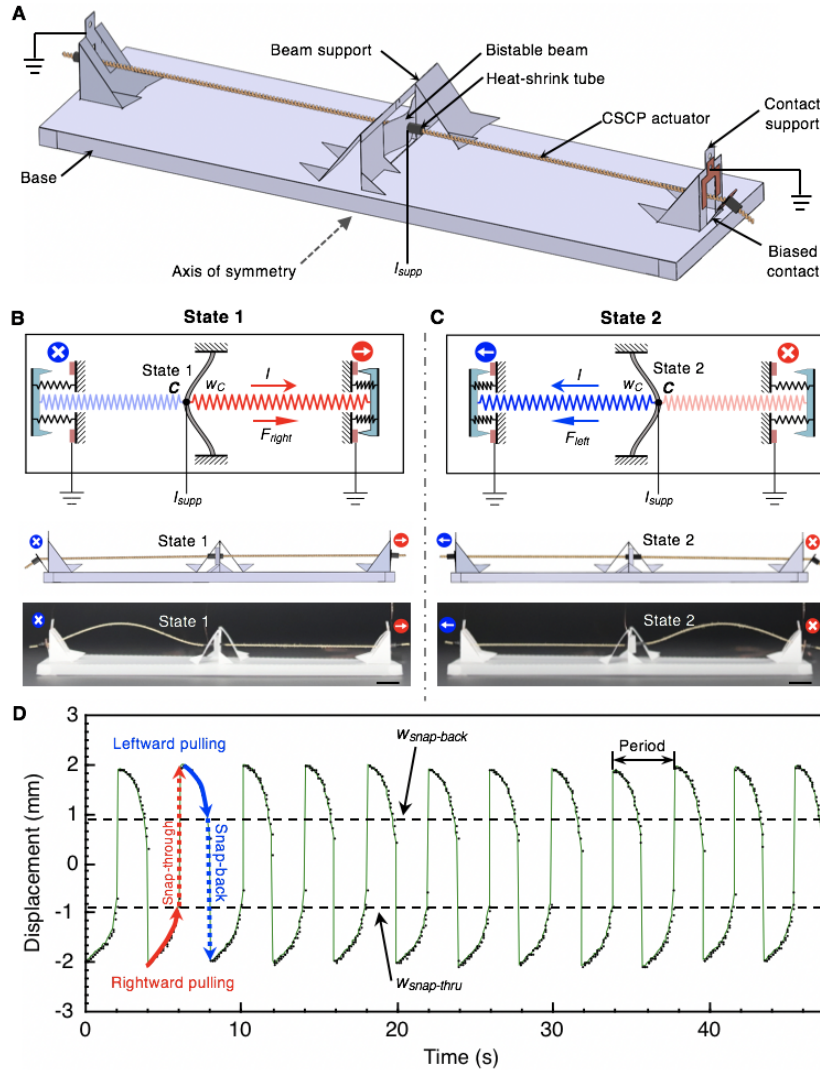 A
Beam support
Bistable beam
Heat-shrink tube
CSCP actuator
Contact
support
Base
Axis of symmetry
I_supp
Biased
contact
B
State 1
C
State 2
State 1
C
w_C
I
F_right
I_supp
I
w_C
State 2
C
F_left
I_supp
State 1
State 2
State 1
State 2
D
3
2
1
0
-1
-2
-3
Displacement (mm)
Leftward pulling
Snap-through
Snap-back
Rightward pulling
w_snap-back
w_snap-thru
Period
0
10
20
30
40
Time (s)